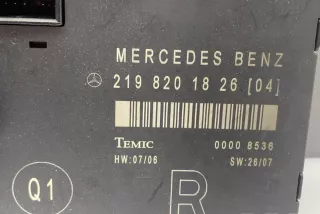 MERCEDES BENZ
219 820 18 26 [04]
TEMIC 0000 8536
HW:07/06 SW:26/07
Q1 R